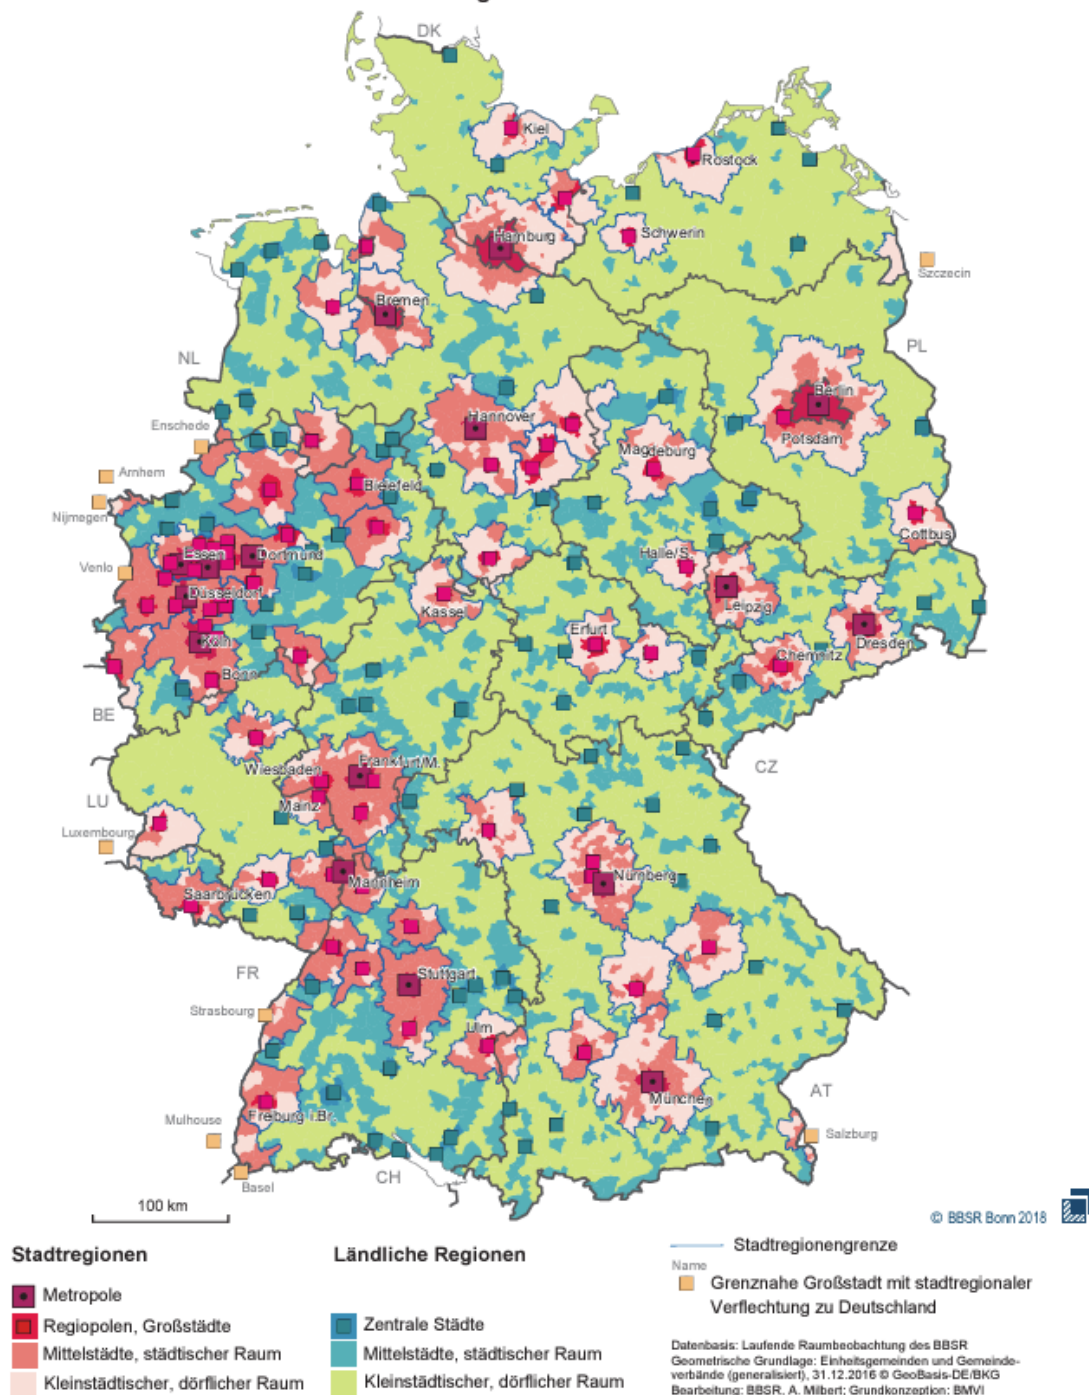 DK
Kiel
Rostock
Hamburg
Schwerin
Szczecin
Bremen
NL
PL
Berlin
Hannover
Potsdam
Enschede
Magdeburg
Arnhem
Bielefeld
Nijmegen
Cottbus
Essen
Dortmund
Halle/S.
Venlo
Düsseldorf
Leipzig
Kassel
Erfurt
Köln
Dresden
Chemnitz
Bonn
BE
Frankfurt/M.
Wiesbaden
CZ
LU
Mainz
Luxembourg
Nürnberg
Mannheim
Saarbrücken
FR
Stuttgart
Strasbourg
Ulm
AT
München
Freiburg i.Br.
Mulhouse
Salzburg
CH
Basel
100 km
© BBSR Bonn 2018
Stadtregionen
Metropole
Regiopolen, Großstädte
Mittelstädte, städtischer Raum
Kleinstädtischer, dörflicher Raum
Ländliche Regionen
Zentrale Städte
Mittelstädte, städtischer Raum
Kleinstädtischer, dörflicher Raum
Stadtregionengrenze
Name
Grenznahe Großstadt mit stadtregionaler
Verflechtung zu Deutschland
Datenbasis: Laufende Raumbeobachtung des BBSR
Geometrische Grundlage: Einheitsgemeinden und Gemeinde-
verbände (generalisiert), 31.12.2016 © GeoBasis-DE/BKG
Bearbeitung: BBSR, A. Milbert; Grundkonzeption: BMVI